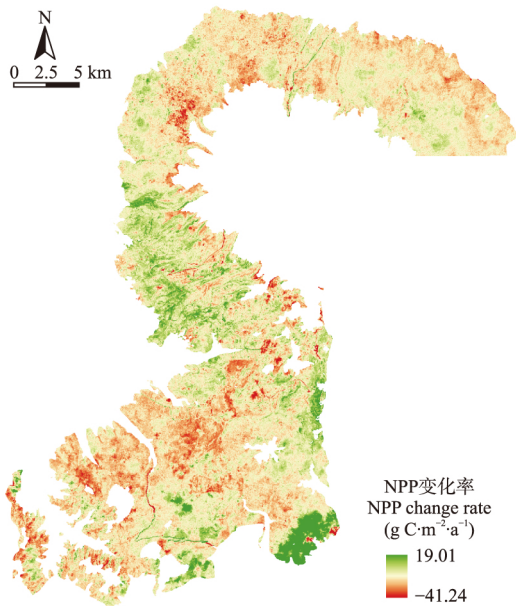 N
0 2.5 5 km
NPP变化率
NPP change rate
(g C·m⁻²·a⁻¹)
19.01
−41.24